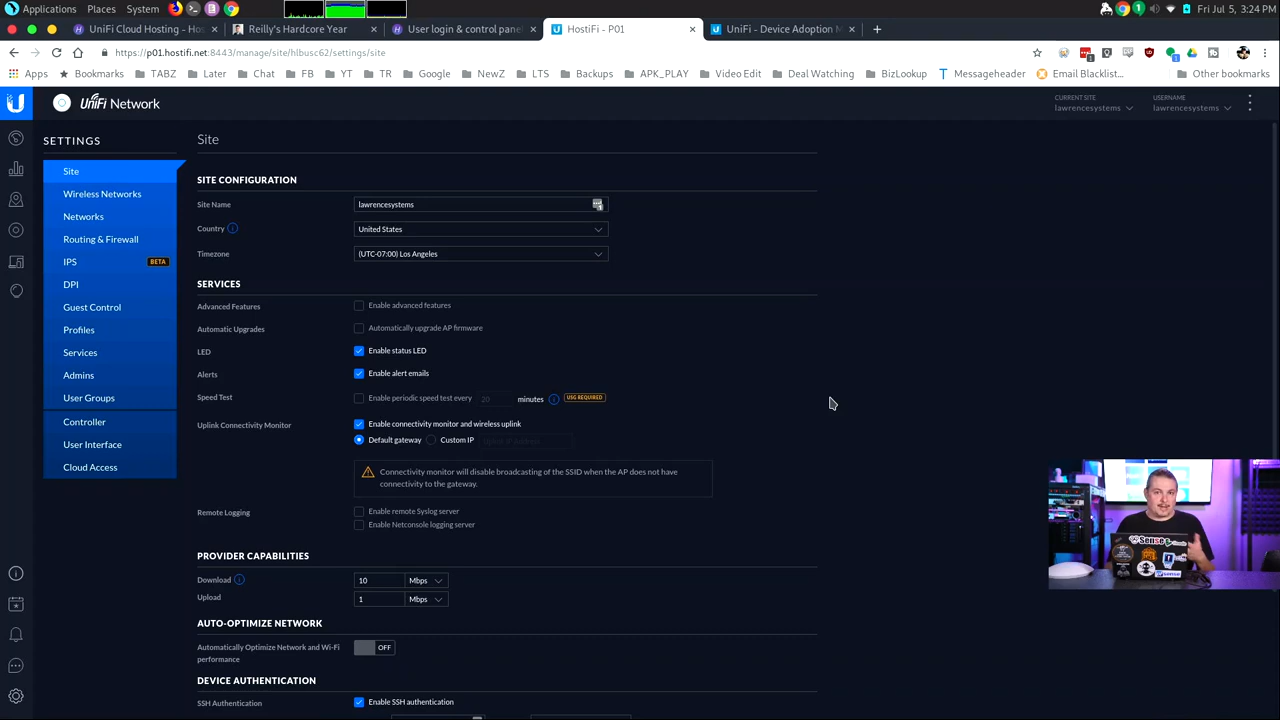 Applications Places System Fri Jul 5, 3:24 PM
UniFi Cloud Hosting - Hos Reilly's Hardcore Year User login & control panel HostiFi - P01 UniFi - Device Adoption M
https://p01.hostifi.net:8443/manage/site/hlbusc62/settings/site
Apps Bookmarks TABZ Later Chat FB YT TR Google NewZ LTS Backups APK_PLAY Video Edit Deal Watching BizLookup Messageheader Email Blacklist... Other bookmarks
UniFi Network
CURRENT SITE
lawrencesystems
USERNAME
lawrencesystems
SETTINGS
Site
Wireless Networks
Networks
Routing & Firewall
IPS BETA
DPI
Guest Control
Profiles
Services
Admins
User Groups
Controller
User Interface
Cloud Access
Site
SITE CONFIGURATION
Site Name lawrencesystems
Country United States
Timezone (UTC-07:00) Los Angeles
SERVICES
Advanced Features Enable advanced features
Automatic Upgrades Automatically upgrade AP firmware
LED Enable status LED
Alerts Enable alert emails
Speed Test Enable periodic speed test every 20 minutes USG REQUIRED
Uplink Connectivity Monitor Enable connectivity monitor and wireless uplink
Default gateway Custom IP
Connectivity monitor will disable broadcasting of the SSID when the AP does not have
connectivity to the gateway.
Remote Logging Enable remote Syslog server
Enable Netconsole logging server
PROVIDER CAPABILITIES
Download 10 Mbps
Upload 1 Mbps
AUTO-OPTIMIZE NETWORK
Automatically Optimize Network and Wi-Fi
performance OFF
DEVICE AUTHENTICATION
SSH Authentication Enable SSH authentication